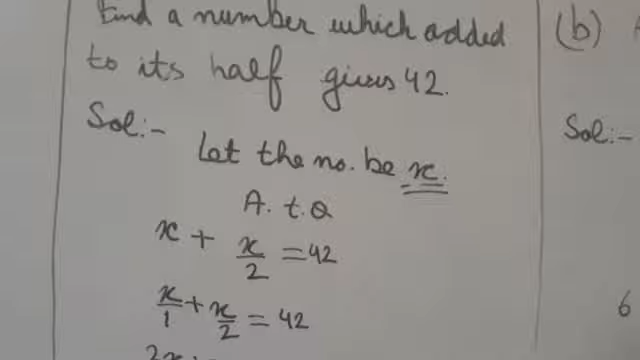 Find a number which added
to its half gives 42.
Sol:-
Let the no. be x.
A. t. Q
x + x/2 = 42
x/1 + x/2 = 42
2x
(b)
Sol:-
6